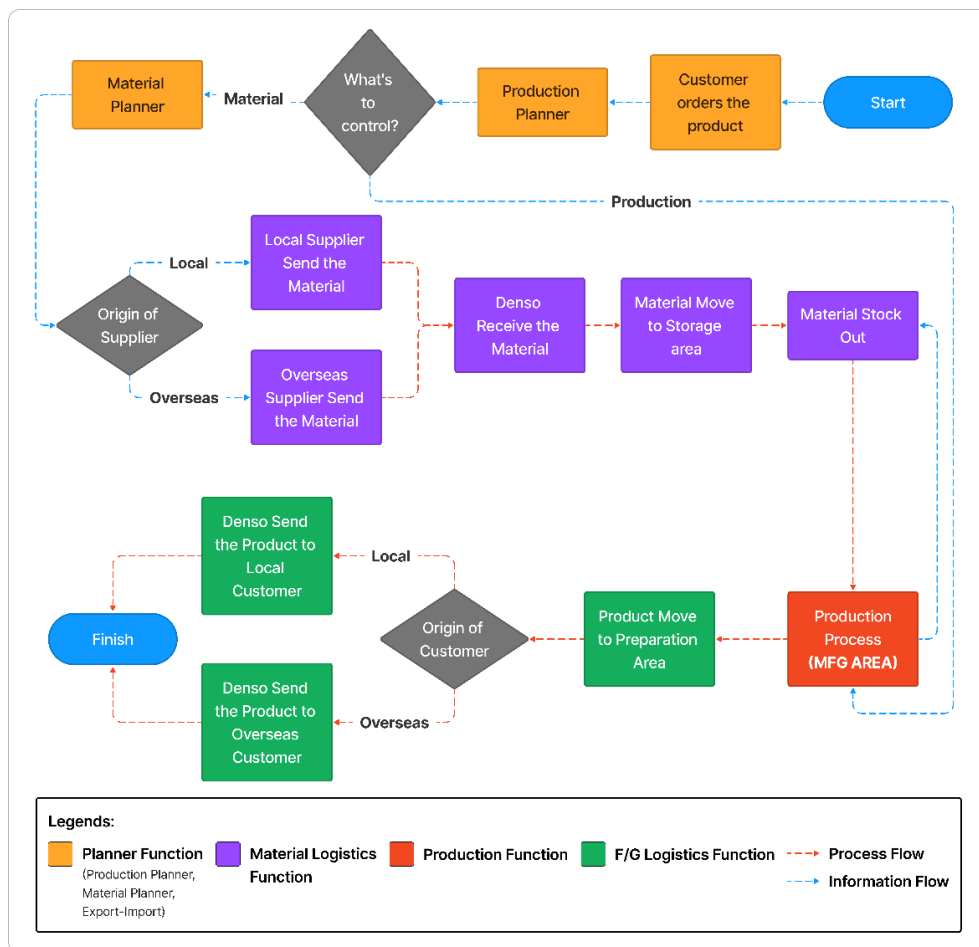 Start
Customer
orders the
product
Production
Planner
What's
to
control?
Material
Material
Planner
Production
Origin of
Supplier
Local
Local Supplier
Send the
Material
Overseas
Overseas
Supplier Send
the Material
Denso
Receive the
Material
Material Move
to Storage
area
Material Stock
Out
Production
Process
(MFG AREA)
Product Move
to Preparation
Area
Origin of
Customer
Local
Denso Send
the Product to
Local
Customer
Overseas
Denso Send
the Product to
Overseas
Customer
Finish
Legends:
Planner Function
(Production Planner,
Material Planner,
Export-Import)
Material Logistics
Function
Production Function
F/G Logistics Function
Process Flow
Information Flow